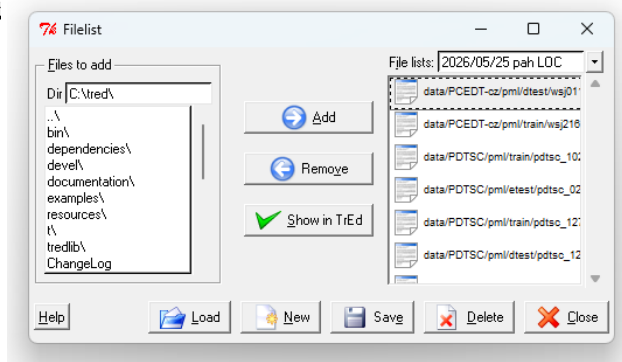 Filelist
Files to add
Dir C:\tred\
..\
bin\
dependencies\
devel\
documentation\
examples\
resources\
t\
tredlib\
ChangeLog
Add
Remove
Show in TrEd
File lists: 2026/05/25 pah LOC
data/PCEDT-cz/pml/dtest/wsj01
data/PCEDT-cz/pml/train/wsj216
data/PDTSC/pml/train/pdtsc_102
data/PDTSC/pml/etest/pdtsc_02
data/PDTSC/pml/train/pdtsc_127
data/PDTSC/pml/dtest/pdtsc_12
Help
Load
New
Save
Delete
Close